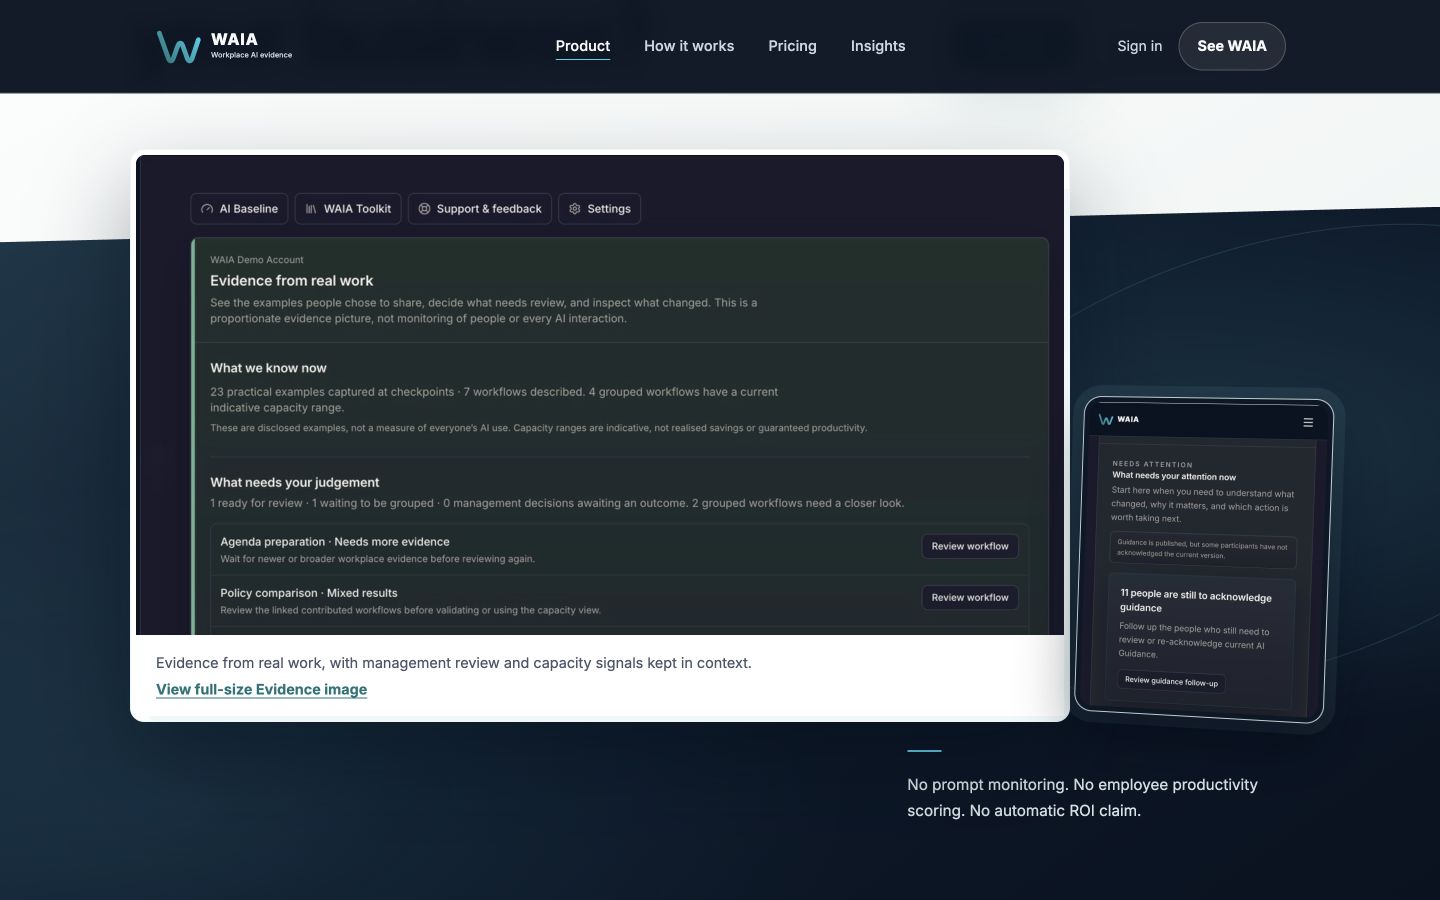 WAIA
Workplace AI evidence
Product
How it works
Pricing
Insights
Sign in
See WAIA
AI Baseline
WAIA Toolkit
Support & feedback
Settings
WAIA Demo Account
Evidence from real work
See the examples people chose to share, decide what needs review, and inspect what changed. This is a
proportionate evidence picture, not monitoring of people or every AI interaction.
What we know now
23 practical examples captured at checkpoints · 7 workflows described. 4 grouped workflows have a current
indicative capacity range.
These are disclosed examples, not a measure of everyone's AI use. Capacity ranges are indicative, not realised savings or guaranteed productivity.
What needs your judgement
1 ready for review · 1 waiting to be grouped · 0 management decisions awaiting an outcome. 2 grouped workflows need a closer look.
Agenda preparation · Needs more evidence
Wait for newer or broader workplace evidence before reviewing again.
Review workflow
Policy comparison · Mixed results
Review the linked contributed workflows before validating or using the capacity view.
Review workflow
Evidence from real work, with management review and capacity signals kept in context.
View full-size Evidence image
WAIA
NEEDS ATTENTION
What needs your attention now
Start here when you need to understand what
changed, why it matters, and which action is
worth taking next.
Guidance is published, but some participants have not
acknowledged the current version.
11 people are still to acknowledge
guidance
Follow up the people who still need to
review or re-acknowledge current AI
Guidance.
Review guidance follow-up
No prompt monitoring. No employee productivity
scoring. No automatic ROI claim.